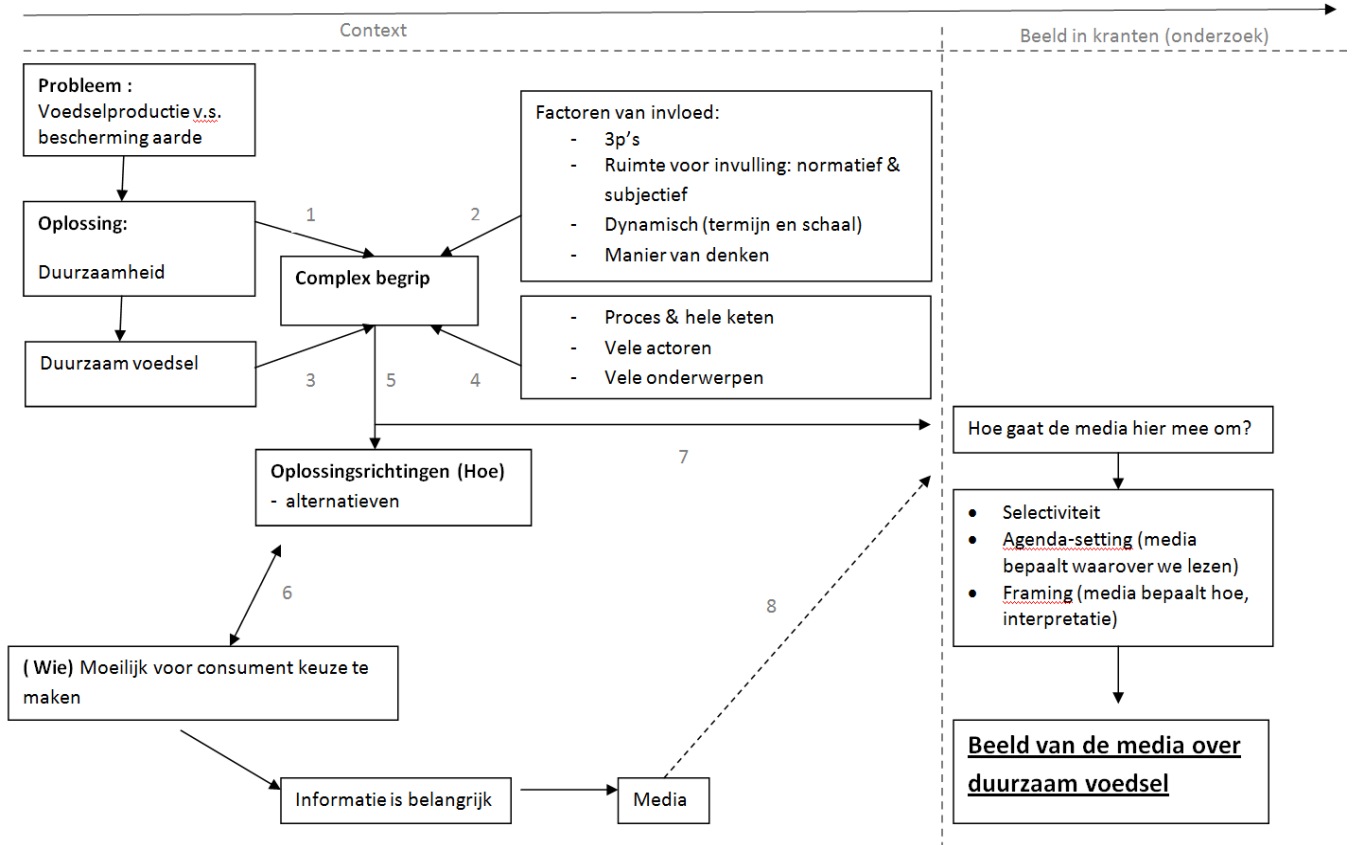 Context
Beeld in kranten (onderzoek)
Probleem :
Voedselproductie v.s.
bescherming aarde
Factoren van invloed:
- 3p's
- Ruimte voor invulling: normatief &
subjectief
- Dynamisch (termijn en schaal)
- Manier van denken
1
2
Oplossing:
Duurzaamheid
Complex begrip
- Proces & hele keten
- Vele actoren
- Vele onderwerpen
Duurzaam voedsel
3
5
4
Hoe gaat de media hier mee om?
7
Oplossingsrichtingen (Hoe)
- alternatieven
• Selectiviteit
• Agenda-setting (media
bepaalt waarover we lezen)
• Framing (media bepaalt hoe,
interpretatie)
6
8
( Wie) Moeilijk voor consument keuze te
maken
Beeld van de media over
duurzaam voedsel
Informatie is belangrijk
Media